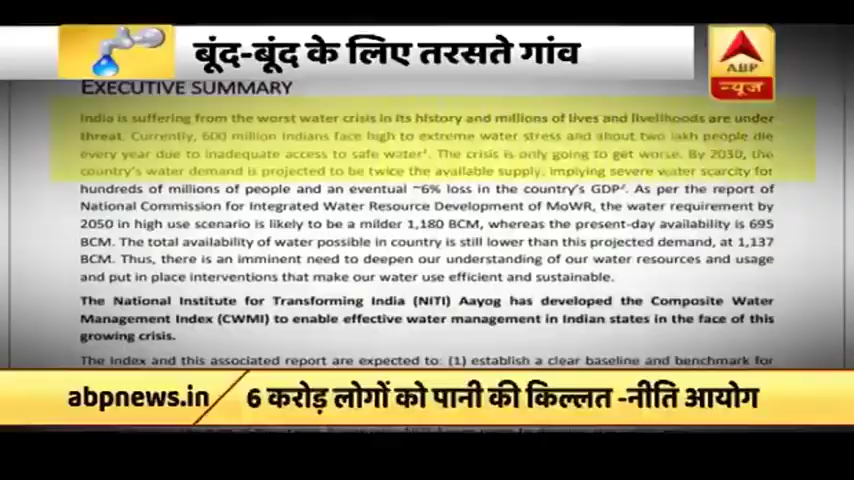 बूंद-बूंद के लिए तरसते गांव
ABP
न्यूज़
EXECUTIVE SUMMARY
India is suffering from the worst water crisis in its history and millions of lives and livelihoods are under
threat. Currently, 600 million Indians face high to extreme water stress and about two lakh people die
every year due to inadequate access to safe water¹. The crisis is only going to get worse. By 2030, the
country's water demand is projected to be twice the available supply, implying severe water scarcity for
hundreds of millions of people and an eventual ~6% loss in the country's GDP². As per the report of
National Commission for Integrated Water Resource Development of MoWR, the water requirement by
2050 in high use scenario is likely to be a milder 1,180 BCM, whereas the present-day availability is 695
BCM. The total availability of water possible in country is still lower than this projected demand, at 1,137
BCM. Thus, there is an imminent need to deepen our understanding of our water resources and usage
and put in place interventions that make our water use efficient and sustainable.
The National Institute for Transforming India (NITI) Aayog has developed the Composite Water
Management Index (CWMI) to enable effective water management in Indian states in the face of this
growing crisis.
The Index and this associated report are expected to: (1) establish a clear baseline and benchmark for
abpnews.in
6 करोड़ लोगों को पानी की किल्लत -नीति आयोग